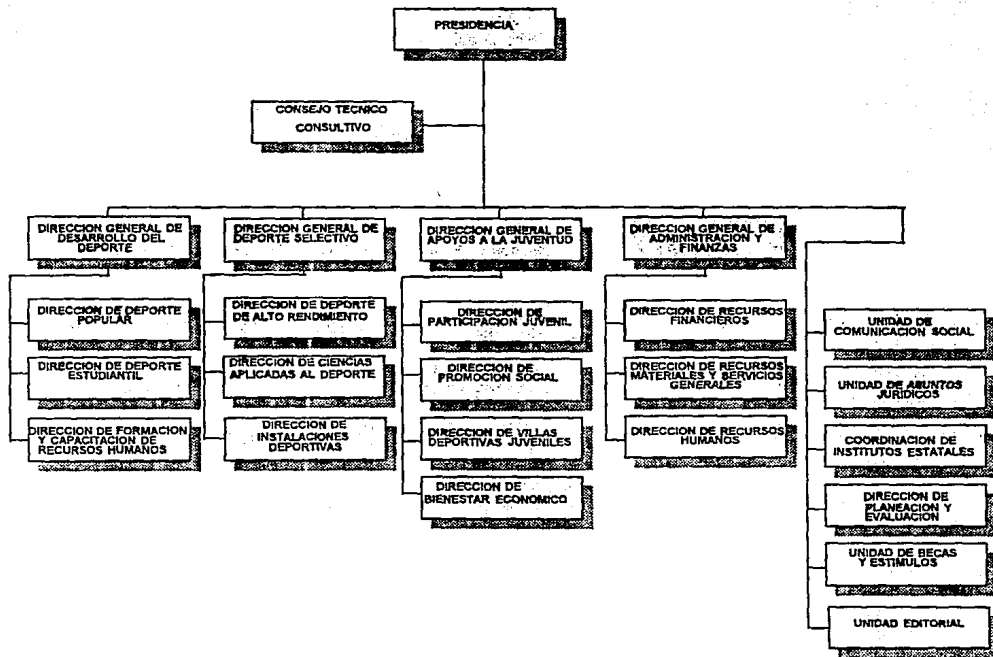 PRESIDENCIA
CONSEJO TECNICO
CONSULTIVO
DIRECCION GENERAL DE
DESARROLLO DEL
DEPORTE
DIRECCION DE DEPORTE
POPULAR
DIRECCION DE DEPORTE
ESTUDIANTIL
DIRECCION DE FORMACION
Y CAPACITACION DE
RECURSOS HUMANOS
DIRECCION GENERAL DE
DEPORTE SELECTIVO
DIRECCION DE DEPORTE
DE ALTO RENDIMIENTO
DIRECCION DE CIENCIAS
APLICADAS AL DEPORTE
DIRECCION DE
INSTALACIONES
DEPORTIVAS
DIRECCION GENERAL DE
APOYOS A LA JUVENTUD
DIRECCION DE
PARTICIPACION JUVENIL
DIRECCION DE
PROMOCION SOCIAL
DIRECCION DE VILLAS
DEPORTIVAS JUVENILES
DIRECCION DE
BIENESTAR ECONOMICO
DIRECCION GENERAL DE
ADMINISTRACION Y
FINANZAS
DIRECCION DE RECURSOS
FINANCIEROS
DIRECCION DE RECURSOS
MATERIALES Y SERVICIOS
GENERALES
DIRECCION DE RECURSOS
HUMANOS
UNIDAD DE
COMUNICACION SOCIAL
UNIDAD DE ASUNTOS
JURIDICOS
COORDINACION DE
INSTITUTOS ESTATALES
DIRECCION DE
PLANEACION Y
EVALUACION
UNIDAD DE BECAS
Y ESTIMULOS
UNIDAD EDITORIAL